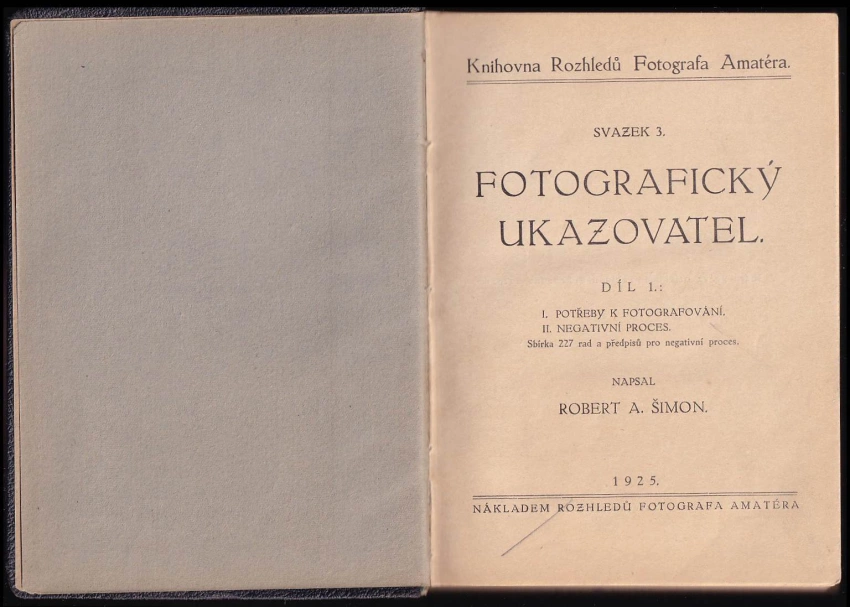 Knihovna Rozhledů Fotografa Amatéra.
SVAZEK 3.
FOTOGRAFICKÝ
UKAZOVATEL.
DÍL I.:
I. POTŘEBY K FOTOGRAFOVÁNÍ.
II. NEGATIVNÍ PROCES.
Sbírka 227 rad a předpisů pro negativní proces.
NAPSAL
ROBERT A. ŠIMON.
1925.
NÁKLADEM ROZHLEDŮ FOTOGRAFA AMATÉRA